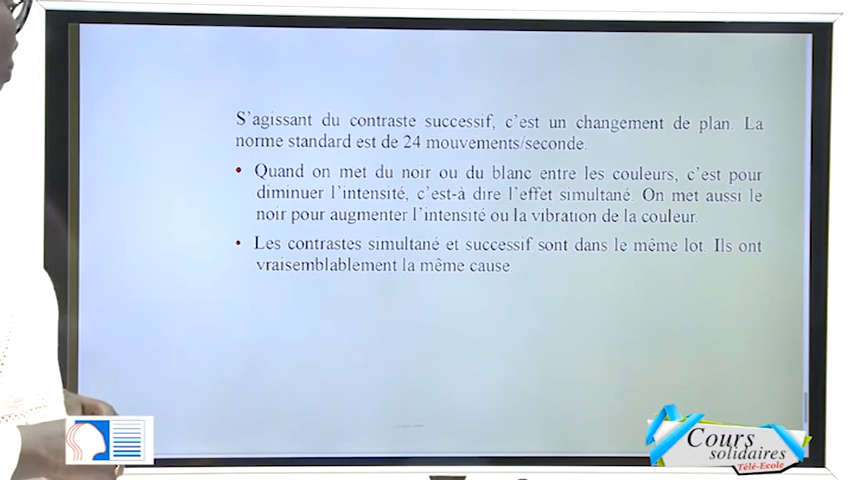 S'agissant du contraste successif, c'est un changement de plan. La
norme standard est de 24 mouvements/seconde.
• Quand on met du noir ou du blanc entre les couleurs, c'est pour
diminuer l'intensité, c'est-à dire l'effet simultané. On met aussi le
noir pour augmenter l'intensité ou la vibration de la couleur.
• Les contrastes simultané et successif sont dans le même lot. Ils ont
vraisemblablement la même cause.
Cours
solidaires
Télé-Ecole